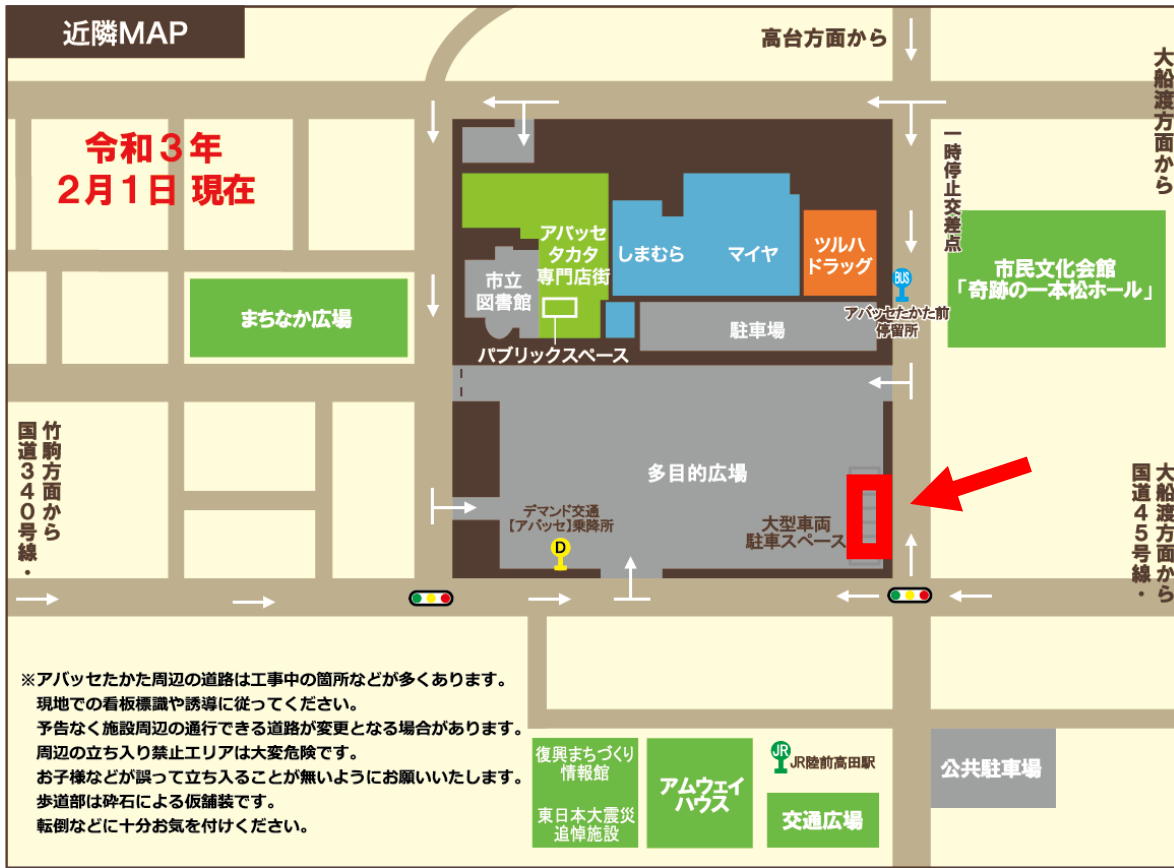 近隣MAP
高台方面から
大船渡方面から
令和3年
2月1日 現在
一時停止交差点
アバッセ
タカタ
専門店街
しまむら
マイヤ
ツルハ
ドラッグ
市立
図書館
BUS
アバッセたかた前
停留所
市民文化会館
「奇跡の一本松ホール」
まちなか広場
駐車場
パブリックスペース
竹駒方面から
国道340号線・
多目的広場
大型車両
駐車スペース
デマンド交通
【アバッセ】乗降所
D
大船渡方面から
国道45号線・
※アバッセたかた周辺の道路は工事中の箇所などが多くあります。
現地での看板標識や誘導に従ってください。
予告なく施設周辺の通行できる道路が変更となる場合があります。
周辺の立ち入り禁止エリアは大変危険です。
お子様などが誤って立ち入ることが無いようにお願いいたします。
歩道部は砕石による仮舗装です。
転倒などに十分お気を付けください。
復興まちづくり
情報館
東日本大震災
追悼施設
アムウェイ
ハウス
JR
JR陸前高田駅
交通広場
公共駐車場